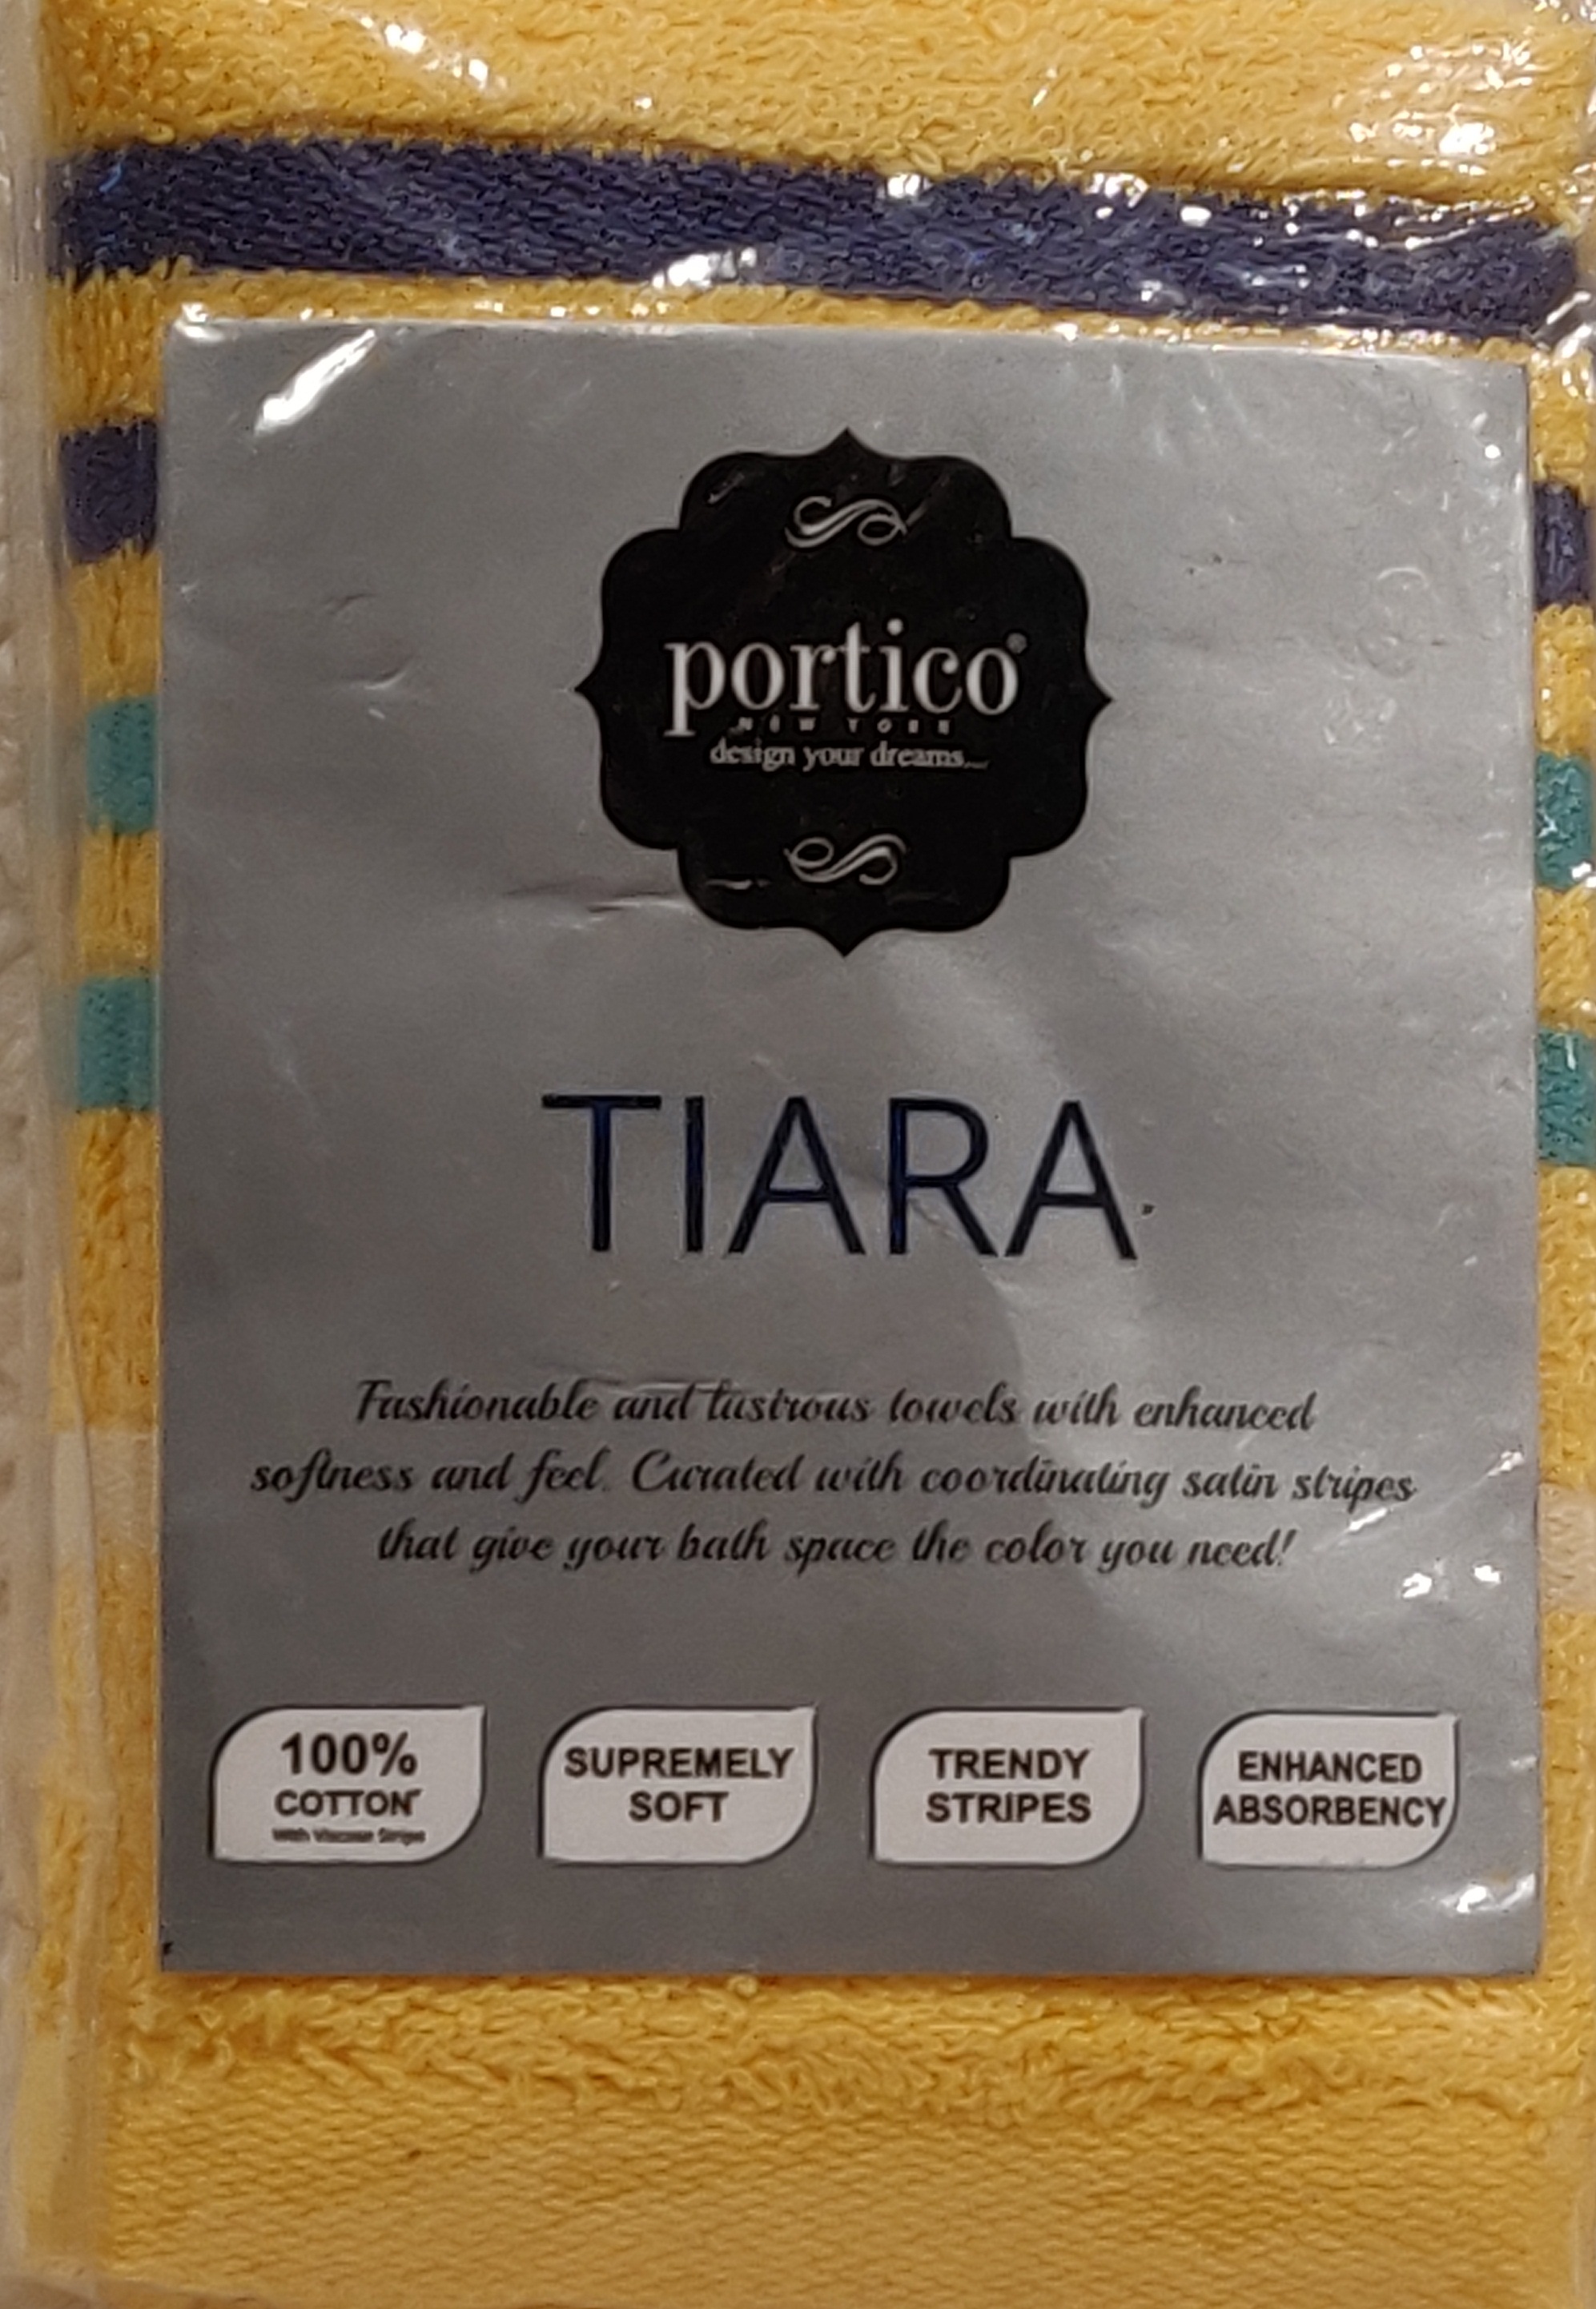 portico®
NEW YORK
design your dreams...
TIARA
Fashionable and lustrous towels with enhanced
softness and feel. Curated with coordinating satin stripes
that give your bath space the color you need!
100%
COTTON*
With Viscose Stripe
SUPREMELY
SOFT
TRENDY
STRIPES
ENHANCED
ABSORBENCY